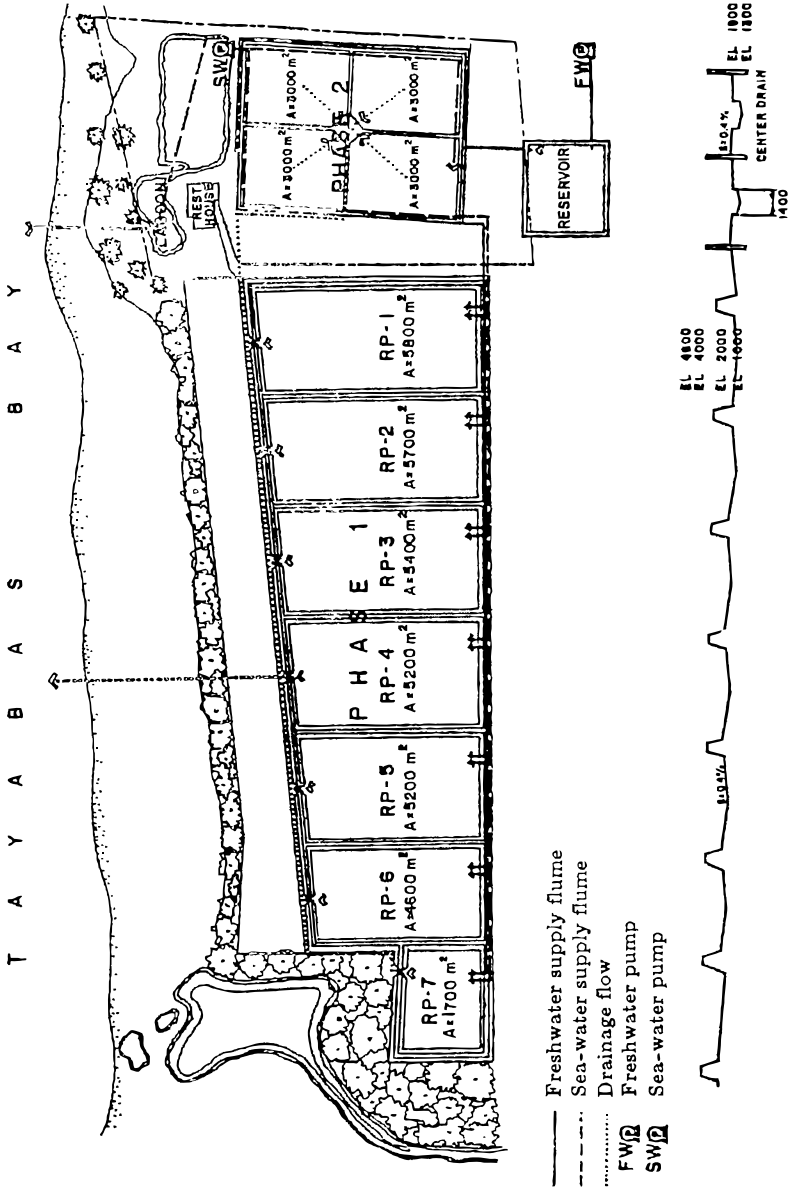 TAYABAS BAY
SW P
LAGOON
REST
HOUSE
PHASE 2
A=3000 m²
A=3000 m²
A=3000 m²
A=3000 m²
FW P
RESERVOIR
PHASE 1
RP-1
A=5800 m²
RP-2
A=5700 m²
RP-3
A=5400 m²
RP-4
A=5200 m²
RP-5
A=5200 m²
RP-6
A=4600 m²
RP-7
A=1700 m²
Freshwater supply flume
Sea-water supply flume
Drainage flow
FW P Freshwater pump
SW P Sea-water pump
EL 4000
EL 2000
EL 1000
S=0.4%
S=0.4%
CENTER DRAIN
1400